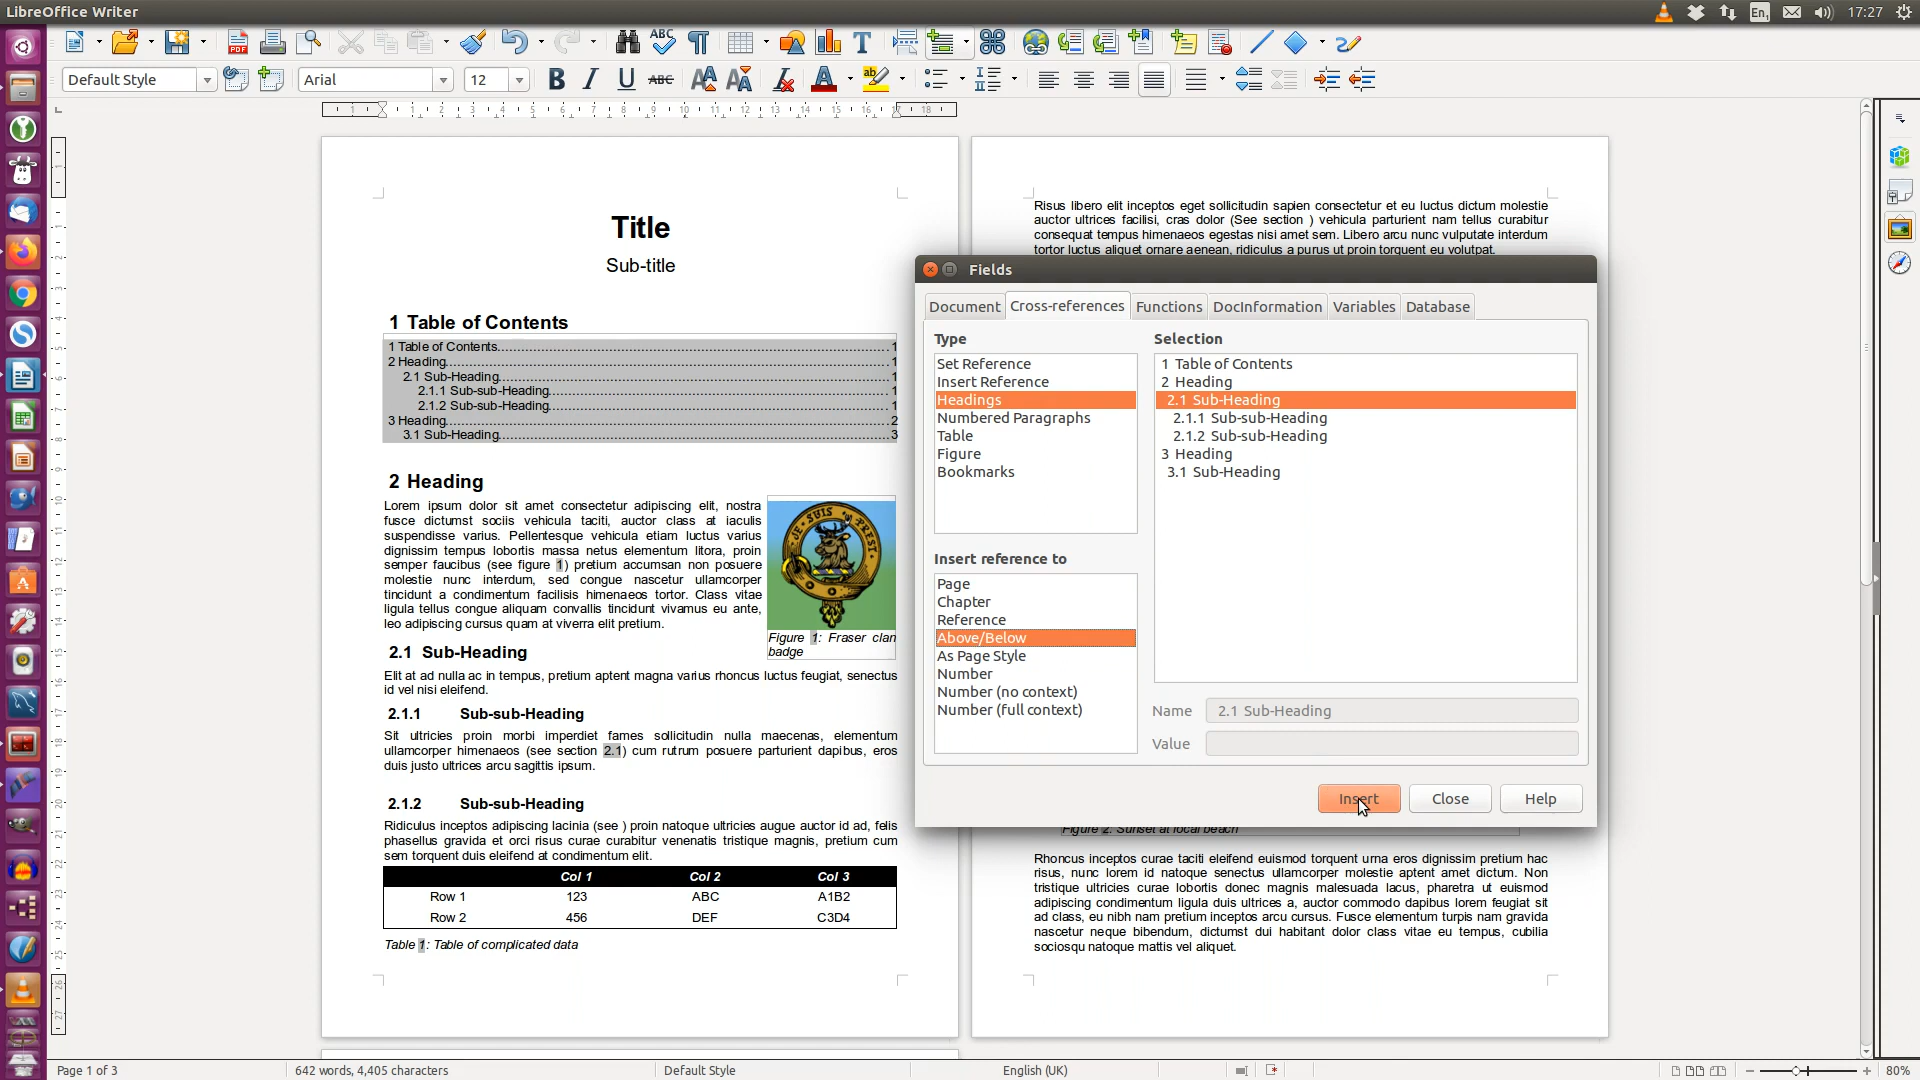 LibreOffice Writer
En
17:27
Default Style
Arial
12
Title
Sub-title
1 Table of Contents
1 Table of Contents 1
2 Heading 1
2.1 Sub-Heading 1
2.1.1 Sub-sub-Heading 1
2.1.2 Sub-sub-Heading 1
3 Heading 2
3.1 Sub-Heading 3
2 Heading
Lorem ipsum dolor sit amet consectetur adipiscing elit, nostra
fusce dictumst sociis vehicula taciti, auctor class at iaculis
suspendisse varius. Pellentesque vehicula etiam luctus varius
dignissim tempus lobortis massa netus elementum litora, proin
semper faucibus (see figure 1) pretium accumsan non posuere
molestie nunc interdum, sed congue nascetur ullamcorper
tincidunt a condimentum facilisis himenaeos tortor. Class vitae
ligula tellus congue aliquam convallis tincidunt vivamus eu ante,
leo adipiscing cursus quam at viverra elit pretium.
JE SUIS PREST
Figure 1: Fraser clan
badge
2.1 Sub-Heading
Elit at ad nulla ac in tempus, pretium aptent magna varius rhoncus luctus feugiat, senectus
id vel nisi eleifend.
2.1.1 Sub-sub-Heading
Sit ultricies proin morbi imperdiet fames sollicitudin nulla maecenas, elementum
ullamcorper himenaeos (see section 2.1) cum rutrum posuere parturient dapibus, eros
duis justo ultrices arcu sagittis ipsum.
2.1.2 Sub-sub-Heading
Ridiculus inceptos adipiscing lacinia (see ) proin natoque ultricies augue auctor id ad, felis
phasellus gravida et orci risus curae curabitur venenatis tristique magnis, pretium cum
sem torquent duis eleifend at condimentum elit.
Col 1 Col 2 Col 3
Row 1 123 ABC A1B2
Row 2 456 DEF C3D4
Table 1: Table of complicated data
Risus libero elit inceptos eget sollicitudin sapien consectetur et eu luctus dictum molestie
auctor ultrices facilisi, cras dolor (See section ) vehicula parturient nam tellus curabitur
consequat tempus himenaeos egestas nisi amet sem. Libero arcu nunc vulputate interdum
tortor luctus aliquet ornare aenean, ridiculus a purus ut proin torquent eu volutpat.
Fields
Document Cross-references Functions DocInformation Variables Database
Type
Set Reference
Insert Reference
Headings
Numbered Paragraphs
Table
Figure
Bookmarks
Selection
1 Table of Contents
2 Heading
2.1 Sub-Heading
2.1.1 Sub-sub-Heading
2.1.2 Sub-sub-Heading
3 Heading
3.1 Sub-Heading
Insert reference to
Page
Chapter
Reference
Above/Below
As Page Style
Number
Number (no context)
Number (full context)
Name 2.1 Sub-Heading
Value
Insert Close Help
Figure 2: Sunset at local beach
Rhoncus inceptos curae taciti eleifend euismod torquent urna eros dignissim pretium hac
risus, nunc lorem id natoque senectus ullamcorper molestie aptent amet dictum. Non
tristique ultricies curae lobortis donec magnis malesuada lacus, pharetra ut euismod
adipiscing condimentum ligula duis ultrices a, auctor commodo dapibus lorem feugiat sit
ad class, eu nibh nam pretium inceptos arcu cursus. Fusce elementum turpis nam gravida
nascetur neque bibendum, dictumst dui habitant dolor class vitae eu tempus, cubilia
sociosqu natoque mattis vel aliquet.
Page 1 of 3
642 words, 4,405 characters
Default Style
English (UK)
80%